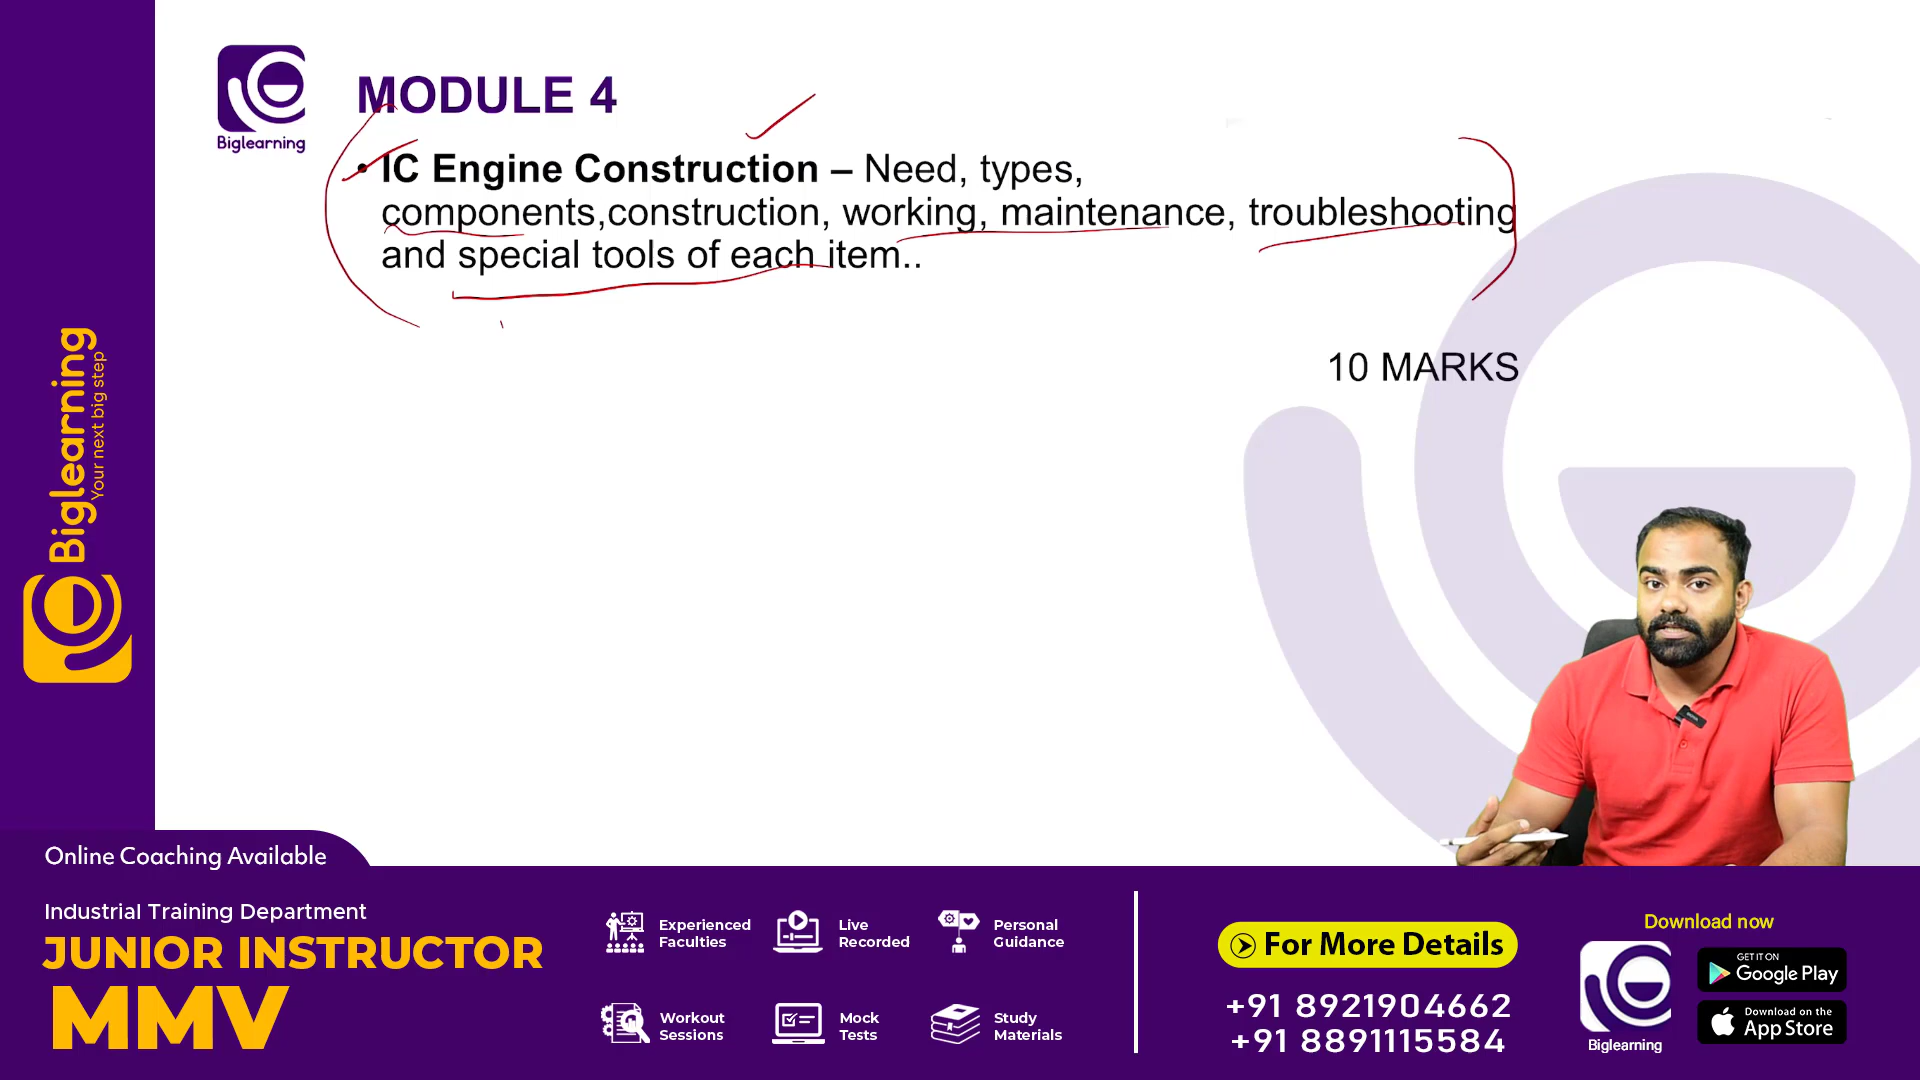 Biglearning
MODULE 4
• IC Engine Construction – Need, types,
components,construction, working, maintenance, troubleshooting
and special tools of each item..
10 MARKS
Biglearning
Your next big step
Online Coaching Available
Industrial Training Department
JUNIOR INSTRUCTOR
MMV
Experienced
Faculties
Live
Recorded
Personal
Guidance
Workout
Sessions
Mock
Tests
Study
Materials
For More Details
+91 8921904662
+91 8891115584
Download now
Biglearning
GET IT ON
Google Play
Download on the
App Store